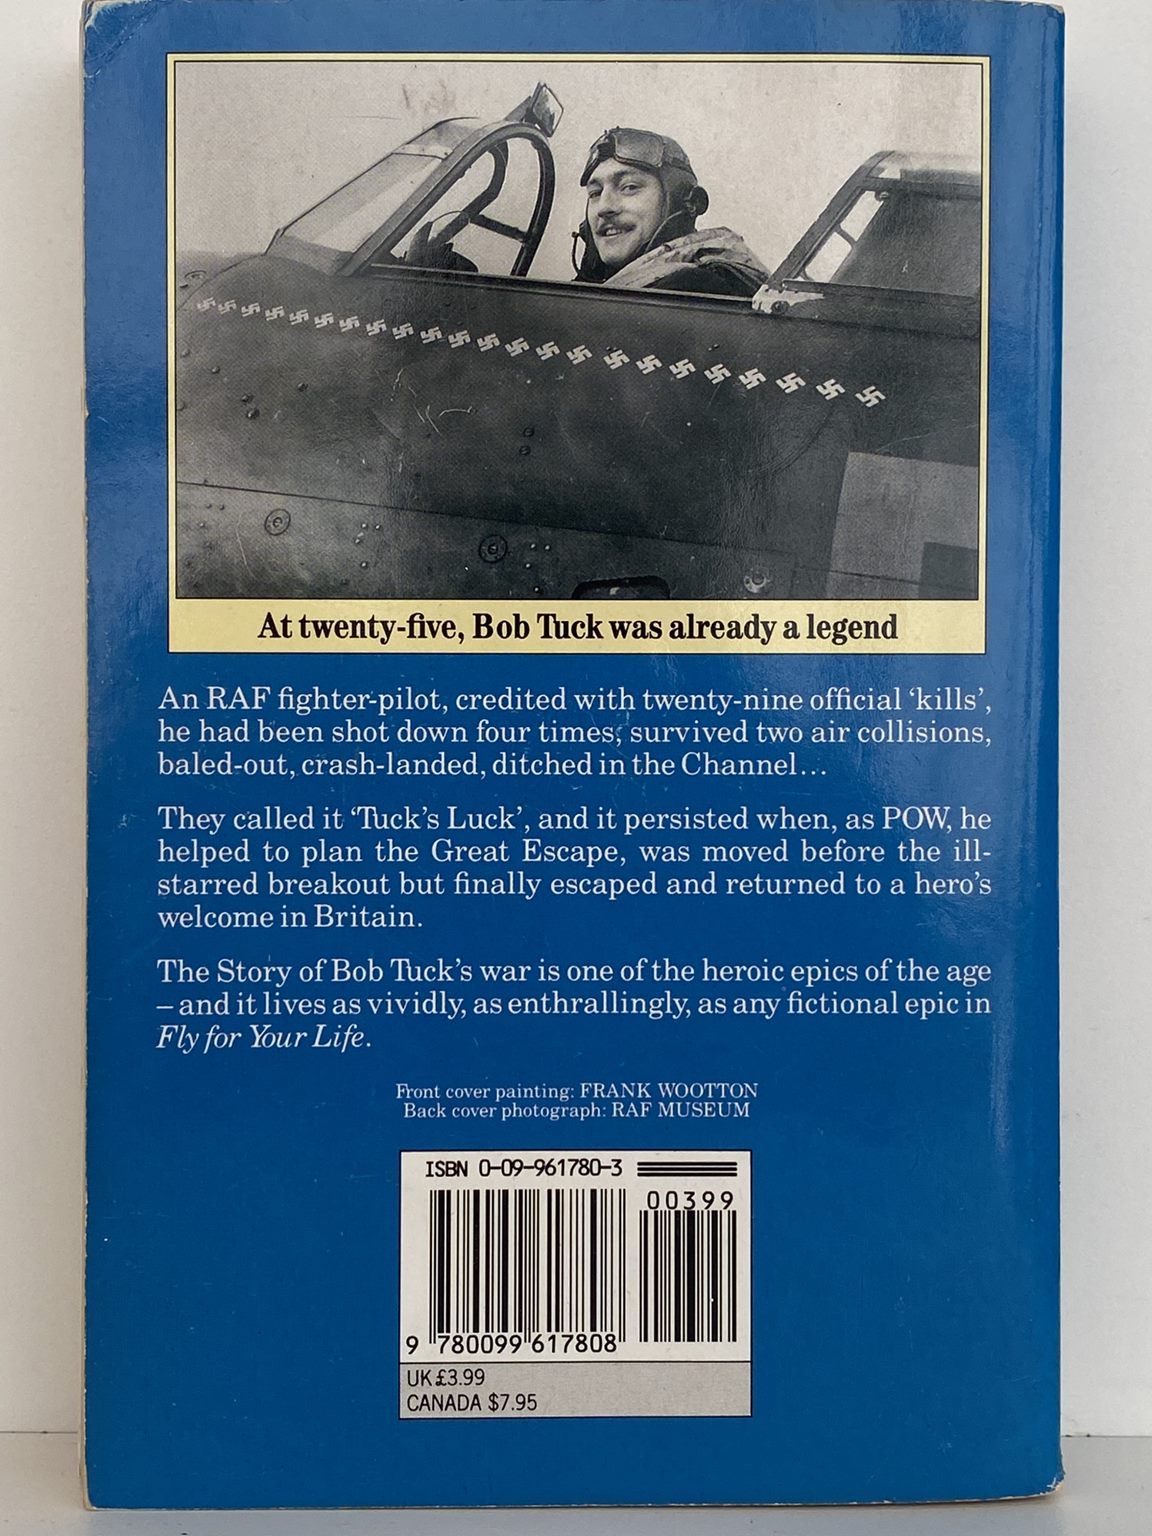 At twenty-five, Bob Tuck was already a legend
An RAF fighter-pilot, credited with twenty-nine official ‘kills’,
he had been shot down four times, survived two air collisions,
baled-out, crash-landed, ditched in the Channel...
They called it ‘Tuck’s Luck’, and it persisted when, as POW, he
helped to plan the Great Escape, was moved before the ill-
starred breakout but finally escaped and returned to a hero’s
welcome in Britain.
The Story of Bob Tuck’s war is one of the heroic epics of the age
– and it lives as vividly, as enthrallingly, as any fictional epic in
Fly for Your Life.
Front cover painting: FRANK WOOTTON
Back cover photograph: RAF MUSEUM
ISBN 0-09-961780-3
00399
9 780099 617808
UK £3.99
CANADA $7.95